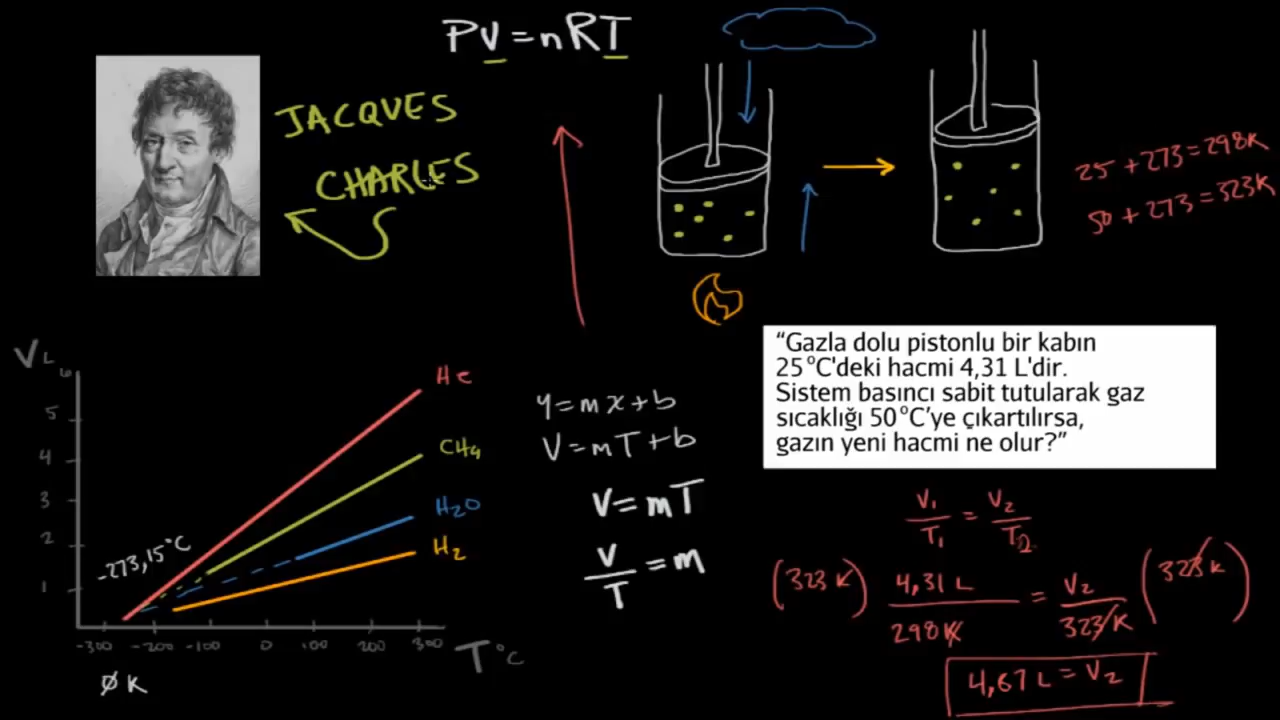 PV = nRT
JACQUES
CHARLES
25 + 273 = 298K
50 + 273 = 323K
"Gazla dolu pistonlu bir kabın
25 °C'deki hacmi 4,31 L'dir.
Sistem basıncı sabit tutularak gaz
sıcaklığı 50 °C'ye çıkartılırsa,
gazın yeni hacmi ne olur?"
V L
6
5
4
3
2
1
He
CH4
H2O
H2
-273,15°C
-300 -200 -100 0 100 200 300
T °C
0 K
y = mx + b
V = mT + b
V = mT
V/T = m
V1/T1 = V2/T2
(323 K) 4,31 L/298 K = V2/323 K (323 K)
4,67 L = V2